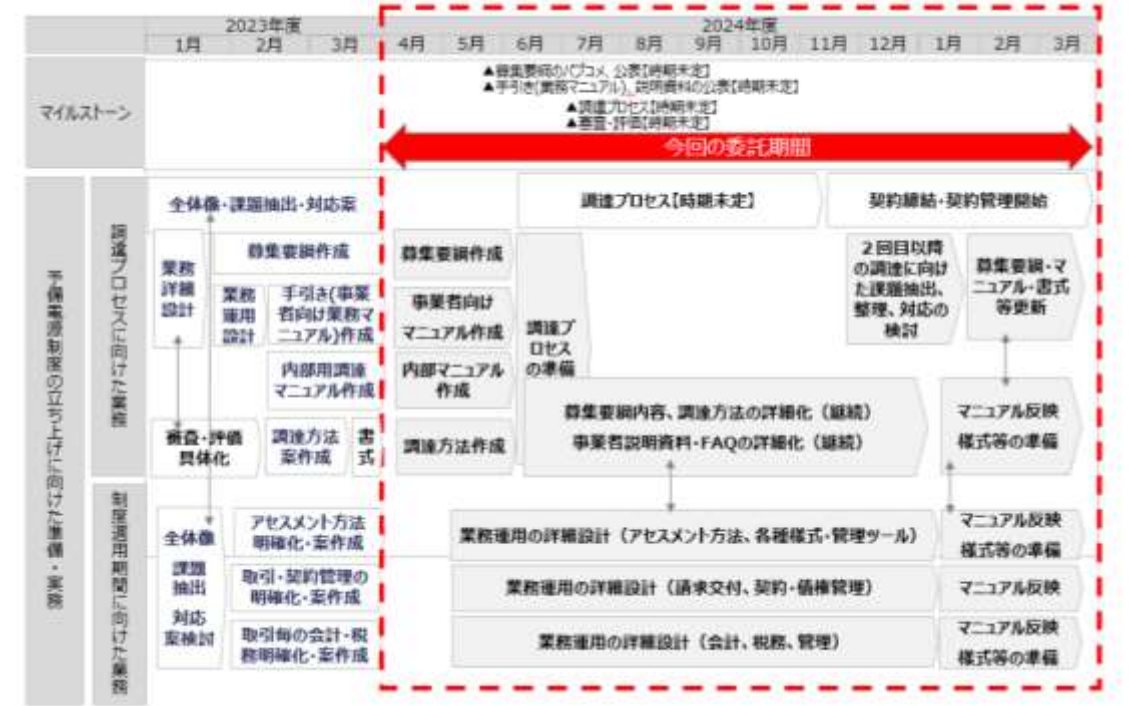 2023年度
2024年度
1月 2月 3月 4月 5月 6月 7月 8月 9月 10月 11月 12月 1月 2月 3月
マイルストーン
▲募集要綱のパブコメ、公表【時期未定】
▲手引き(業務マニュアル)、説明資料の公表【時期未定】
▲調達プロセス【時期未定】
▲審査・評価【時期未定】
今回の委託期間
予備電源制度の立ち上げに向けた準備・実務
調達プロセスに向けた業務
全体像・課題抽出・対応案
調達プロセス【時期未定】
契約締結・契約管理開始
業務
詳細
設計
募集要綱作成
業務
運用
設計
手引き(事業
者向け業務マ
ニュアル)作成
内部用調達
マニュアル作成
審査・評価
具体化
調達方法
案作成
書
式
募集要綱作成
事業者向け
マニュアル作成
内部マニュアル
作成
調達方法作成
調達プ
ロセス
の準備
募集要綱内容、調達方法の詳細化（継続）
事業者説明資料・FAQの詳細化（継続）
２回目以降
の調達に向け
た課題抽出、
整理、対応の
検討
募集要綱・マ
ニュアル・書式
等更新
マニュアル反映
様式等の準備
制度運用期間に向けた業務
全体像
課題
抽出
対応
案検討
アセスメント方法
明確化・案作成
取引・契約管理の
明確化・案作成
取引毎の会計・税
務明確化・案作成
業務運用の詳細設計（アセスメント方法、各種様式・管理ツール）
マニュアル反映
様式等の準備
業務運用の詳細設計（請求交付、契約・債権管理）
マニュアル反映
業務運用の詳細設計（会計、税務、管理）
マニュアル反映
様式等の準備